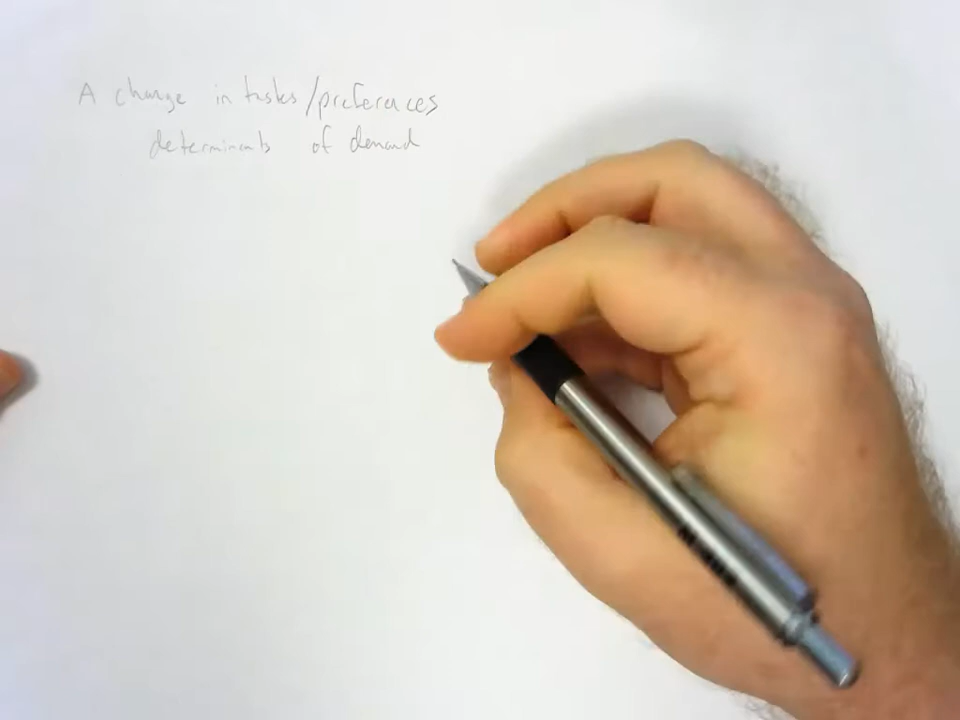 A change in tastes/preferences
determinants of demand